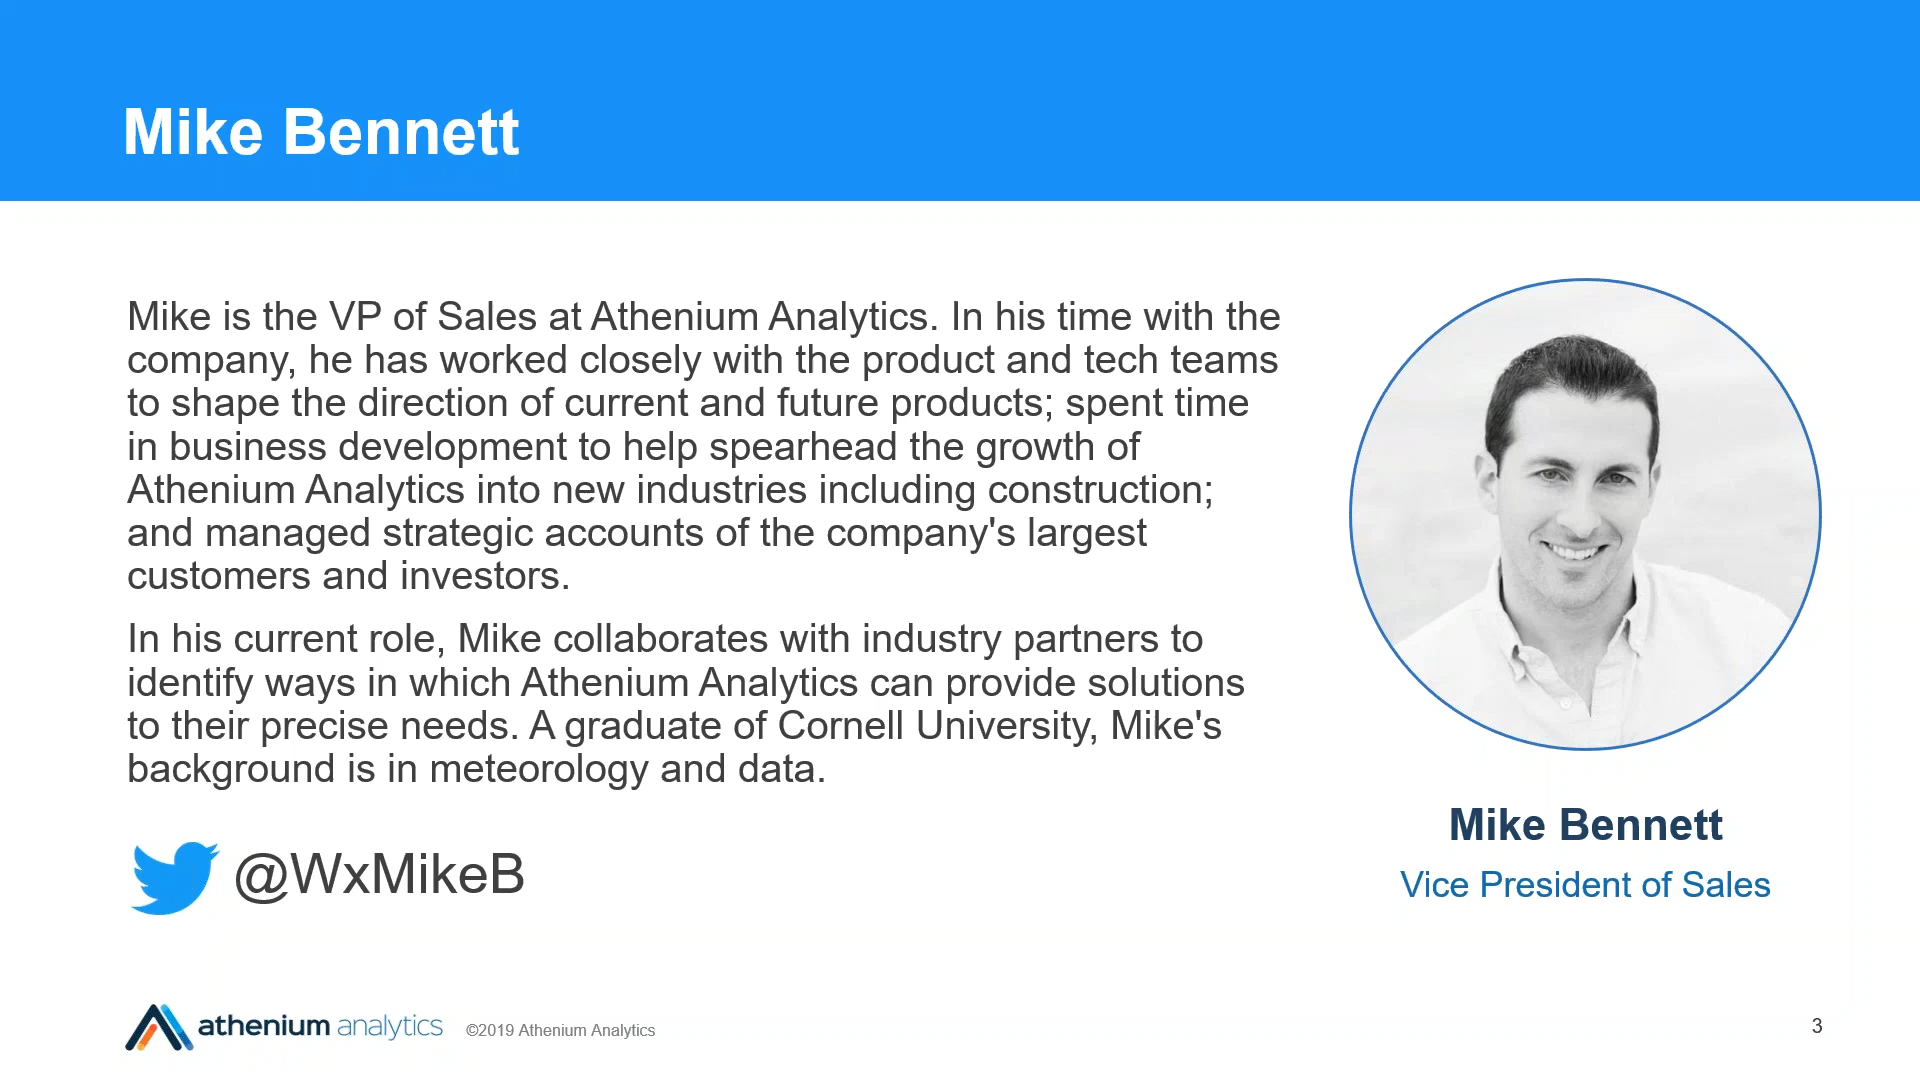 Mike Bennett
Mike is the VP of Sales at Athenium Analytics. In his time with the
company, he has worked closely with the product and tech teams
to shape the direction of current and future products; spent time
in business development to help spearhead the growth of
Athenium Analytics into new industries including construction;
and managed strategic accounts of the company's largest
customers and investors.
In his current role, Mike collaborates with industry partners to
identify ways in which Athenium Analytics can provide solutions
to their precise needs. A graduate of Cornell University, Mike's
background is in meteorology and data.
@WxMikeB
Mike Bennett
Vice President of Sales
athenium analytics
©2019 Athenium Analytics
3